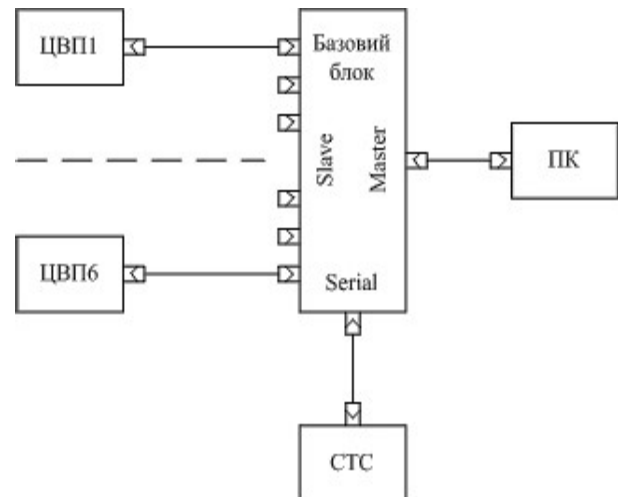 ЦВП1
Базовий
блок
Slave
Master
ПК
ЦВП6
Serial
СТС